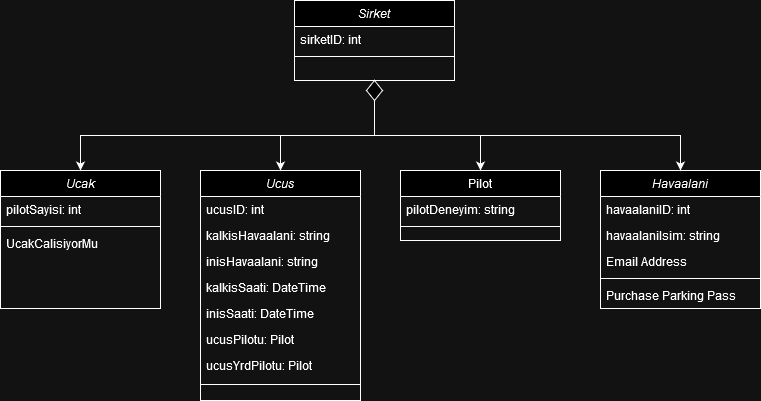 Sirket
sirketID: int
Ucak
pilotSayisi: int
UcakCalisiyorMu
Ucus
ucusID: int
kalkisHavaalani: string
inisHavaalani: string
kalkisSaati: DateTime
inisSaati: DateTime
ucusPilotu: Pilot
ucusYrdPilotu: Pilot
Pilot
pilotDeneyim: string
Havaalani
havaalaniID: int
havaalaniIsim: string
Email Address
Purchase Parking Pass